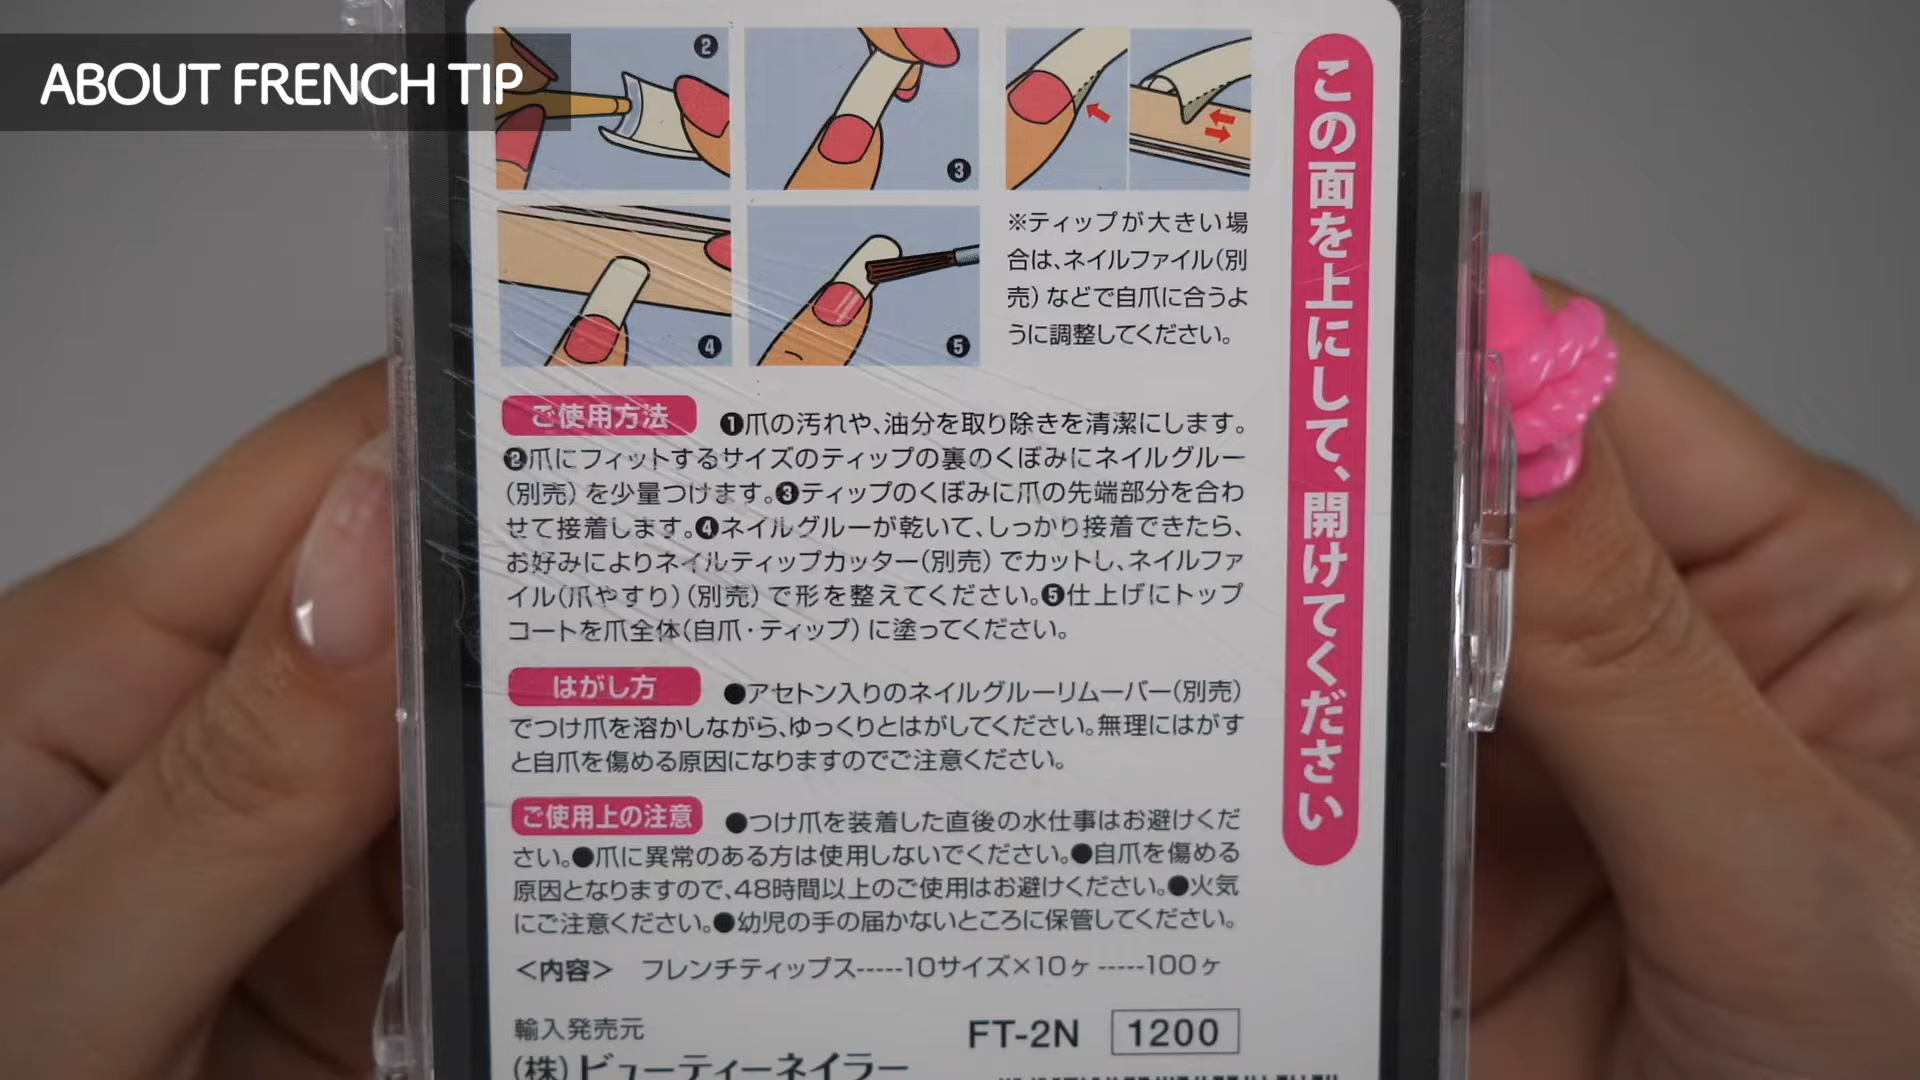 ABOUT FRENCH TIP
❷
❸
※ティップが大きい場
合は、ネイルファイル(別
売)などで自爪に合うよ
うに調整してください。
❹
❺
この面を上にして、開けてください
ご使用方法 ❶爪の汚れや、油分を取り除きを清潔にします。
❷爪にフィットするサイズのティップの裏のくぼみにネイルグルー
(別売)を少量つけます。❸ティップのくぼみに爪の先端部分を合わ
せて接着します。❹ネイルグルーが乾いて、しっかり接着できたら、
お好みによりネイルティップカッター(別売)でカットし、ネイルファ
イル(爪やすり)(別売)で形を整えてください。❺仕上げにトップ
コートを爪全体(自爪・ティップ)に塗ってください。
はがし方 ●アセトン入りのネイルグルーリムーバー(別売)
でつけ爪を溶かしながら、ゆっくりとはがしてください。無理にはがす
と自爪を傷める原因になりますのでご注意ください。
ご使用上の注意 ●つけ爪を装着した直後の水仕事はお避けくだ
さい。●爪に異常のある方は使用しないでください。●自爪を傷める
原因となりますので、48時間以上のご使用はお避けください。●火気
にご注意ください。●幼児の手の届かないところに保管してください。
<内容> フレンチティップス-----10サイズ×10ヶ-----100ヶ
輸入発売元 FT-2N 1200
(株)ビューティーネイラー